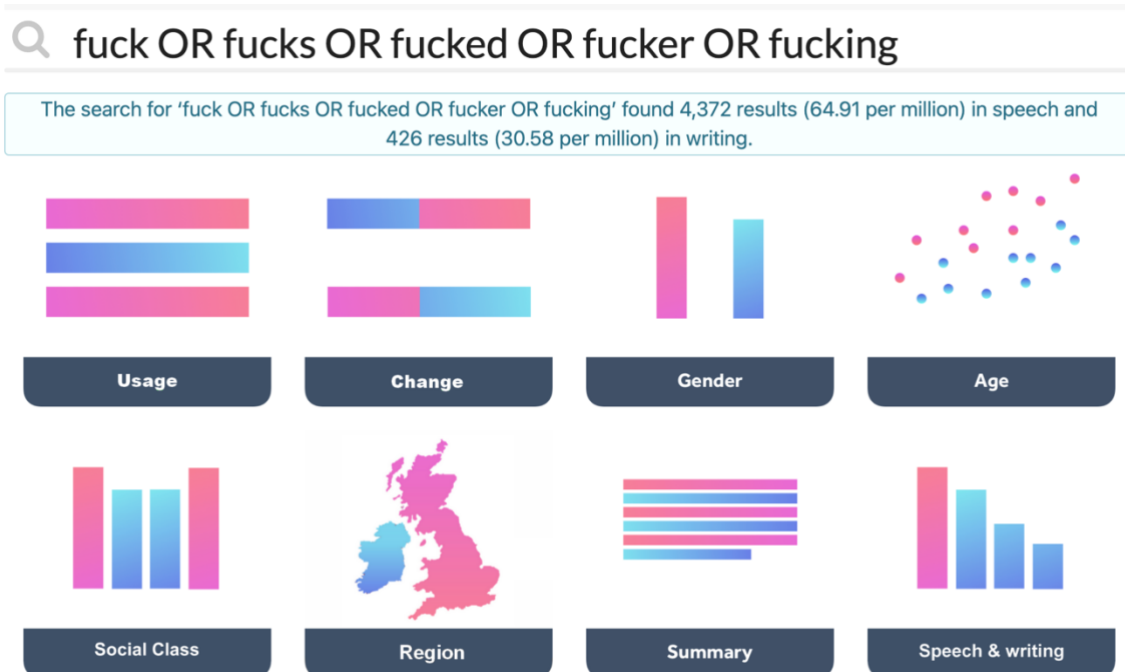 fuck OR fucks OR fucked OR fucker OR fucking
The search for ‘fuck OR fucks OR fucked OR fucker OR fucking’ found 4,372 results (64.91 per million) in speech and
426 results (30.58 per million) in writing.
Usage
Change
Gender
Age
Social Class
Region
Summary
Speech & writing